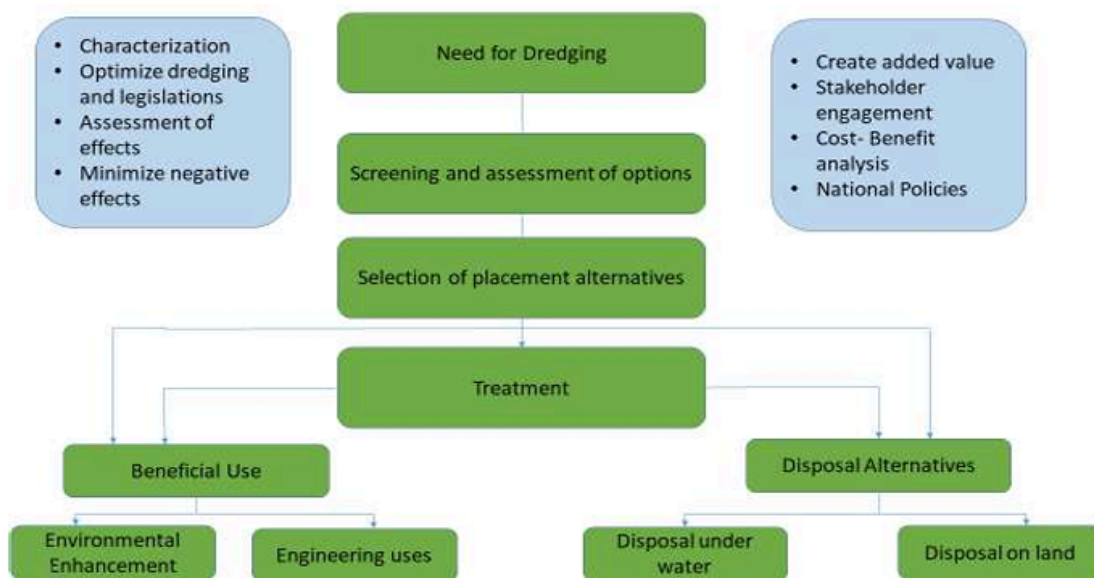 • Characterization
• Optimize dredging
and legislations
• Assessment of
effects
• Minimize negative
effects
Need for Dredging
• Create added value
• Stakeholder
engagement
• Cost- Benefit
analysis
• National Policies
Screening and assessment of options
Selection of placement alternatives
Treatment
Beneficial Use
Disposal Alternatives
Environmental
Enhancement
Engineering uses
Disposal under
water
Disposal on land